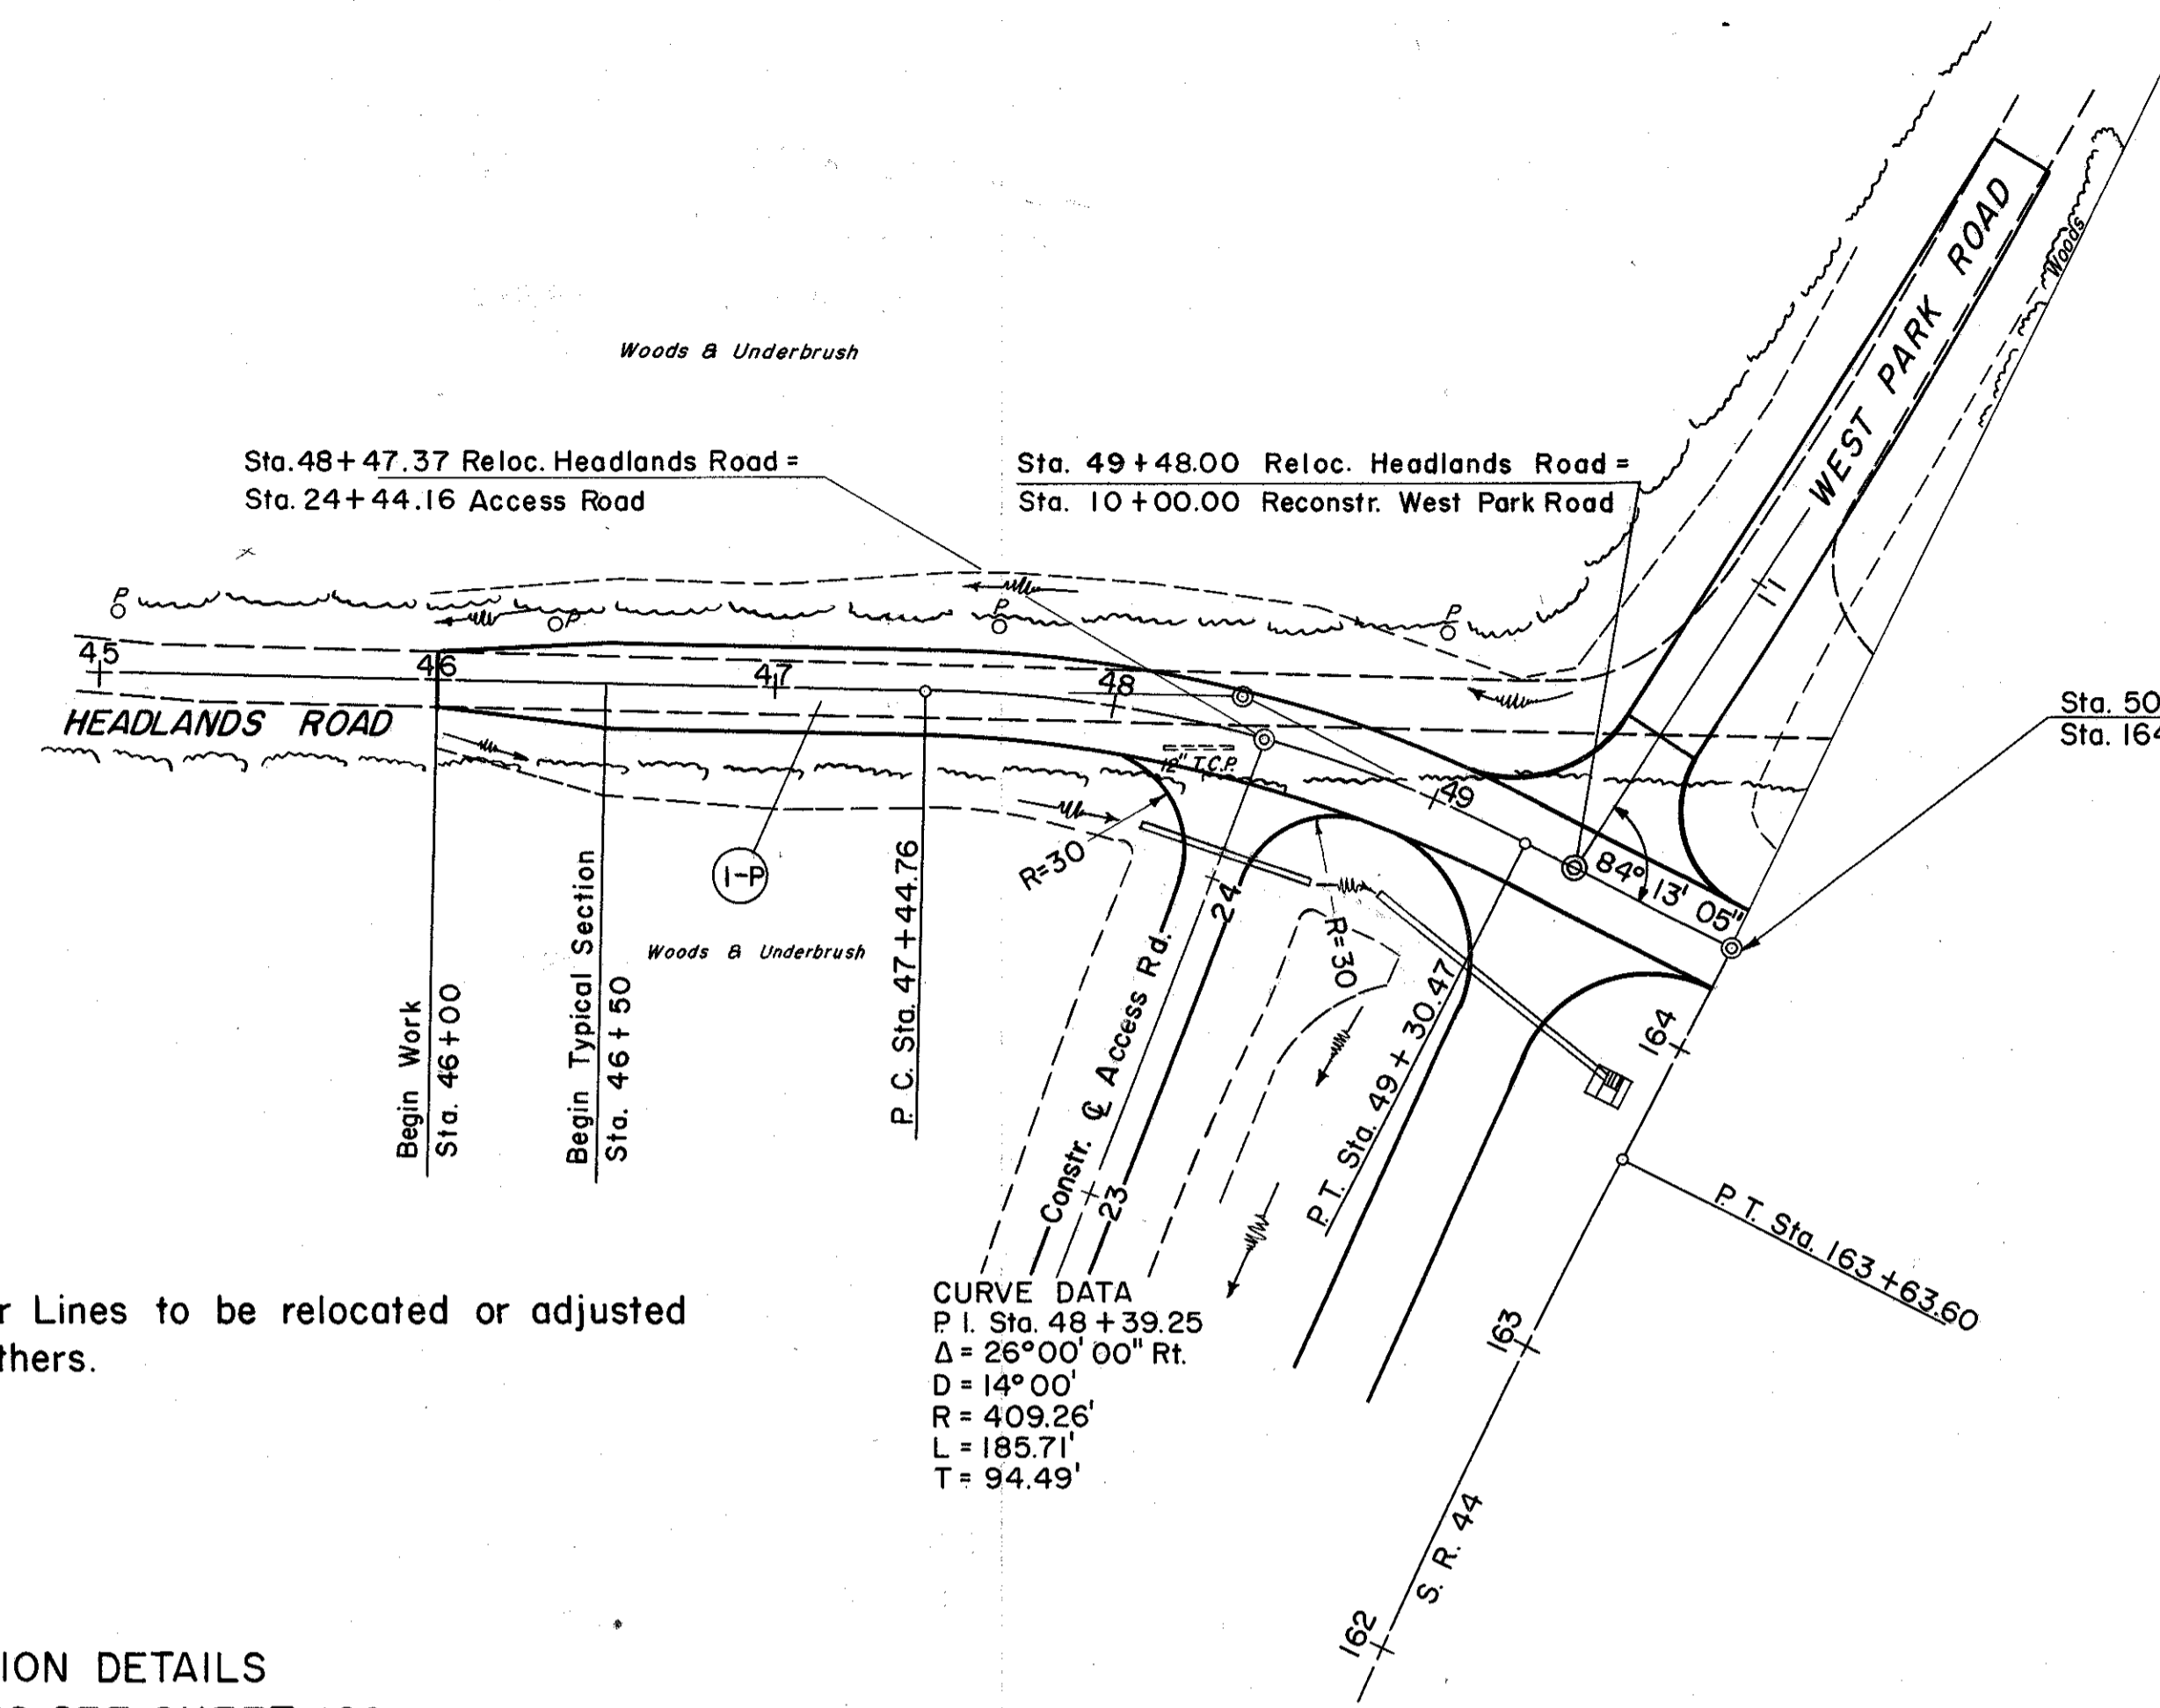 Woods & Underbrush
Sta. 48+47.37 Reloc. Headlands Road =
Sta. 24+44.16 Access Road
Sta. 49+48.00 Reloc. Headlands Road =
Sta. 10+00.00 Reconstr. West Park Road
WEST PARK ROAD
Woods
11
P
P
P
P
45
46
47
48
49
HEADLANDS ROAD
12" T.C.P.
R=30
R=30
84° 13' 05"
Sta. 50
Sta. 164
1-P
Woods & Underbrush
Begin Work
Sta. 46+00
Begin Typical Section
Sta. 46+50
P. C. Sta. 47+44.76
Constr. ℄ Access Rd.
24
23
P.T. Sta. 49+30.47
164
163
162
P. T. Sta. 163+63.60
S. R. 44
r Lines to be relocated or adjusted
thers.
CURVE DATA
P. I. Sta. 48+39.25
Δ = 26°00'00" Rt.
D = 14°00'
R = 409.26'
L = 185.71'
T = 94.49'
ION DETAILS